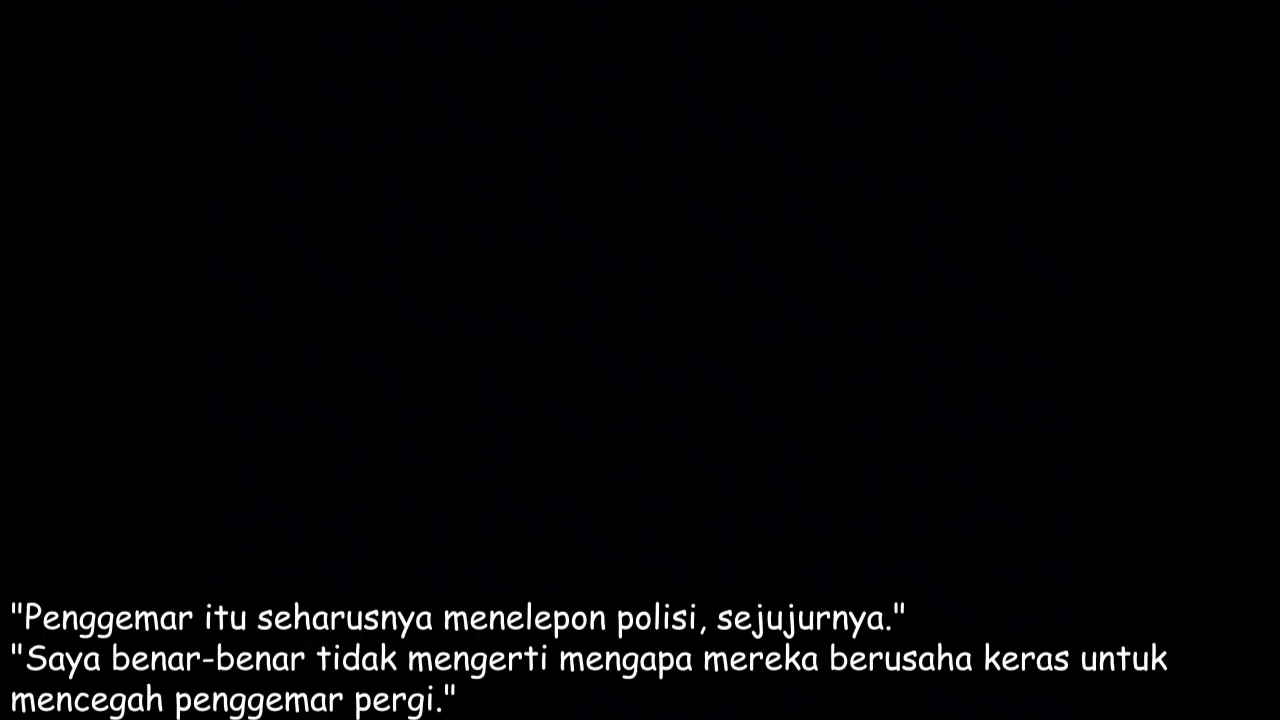 "Penggemar itu seharusnya menelepon polisi, sejujurnya."
"Saya benar-benar tidak mengerti mengapa mereka berusaha keras untuk
mencegah penggemar pergi."